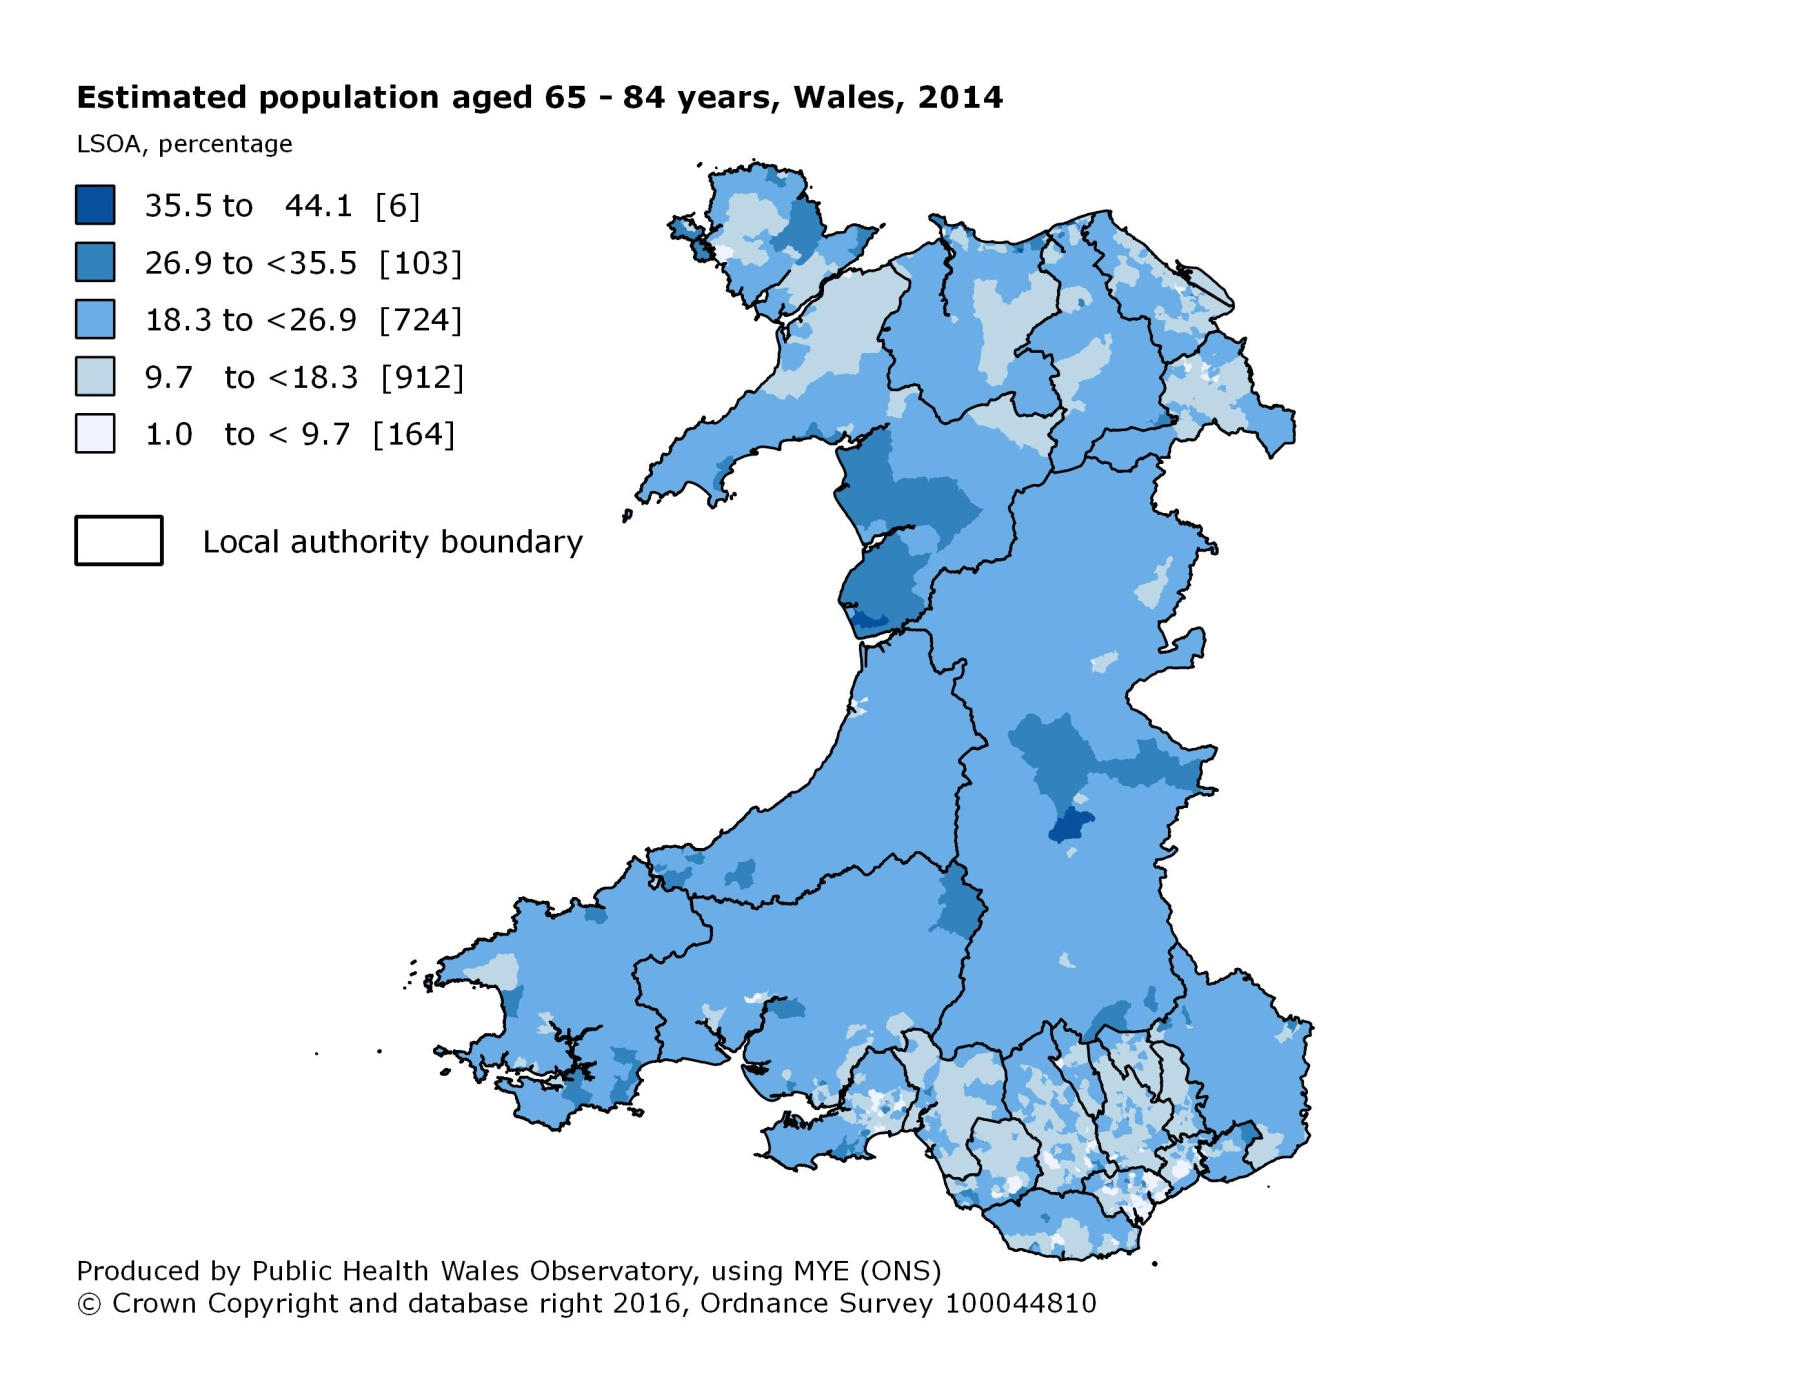 Estimated population aged 65 - 84 years, Wales, 2014
LSOA, percentage
35.5 to 44.1 [6]
26.9 to <35.5 [103]
18.3 to <26.9 [724]
9.7 to <18.3 [912]
1.0 to < 9.7 [164]
Local authority boundary
Produced by Public Health Wales Observatory, using MYE (ONS)
© Crown Copyright and database right 2016, Ordnance Survey 100044810